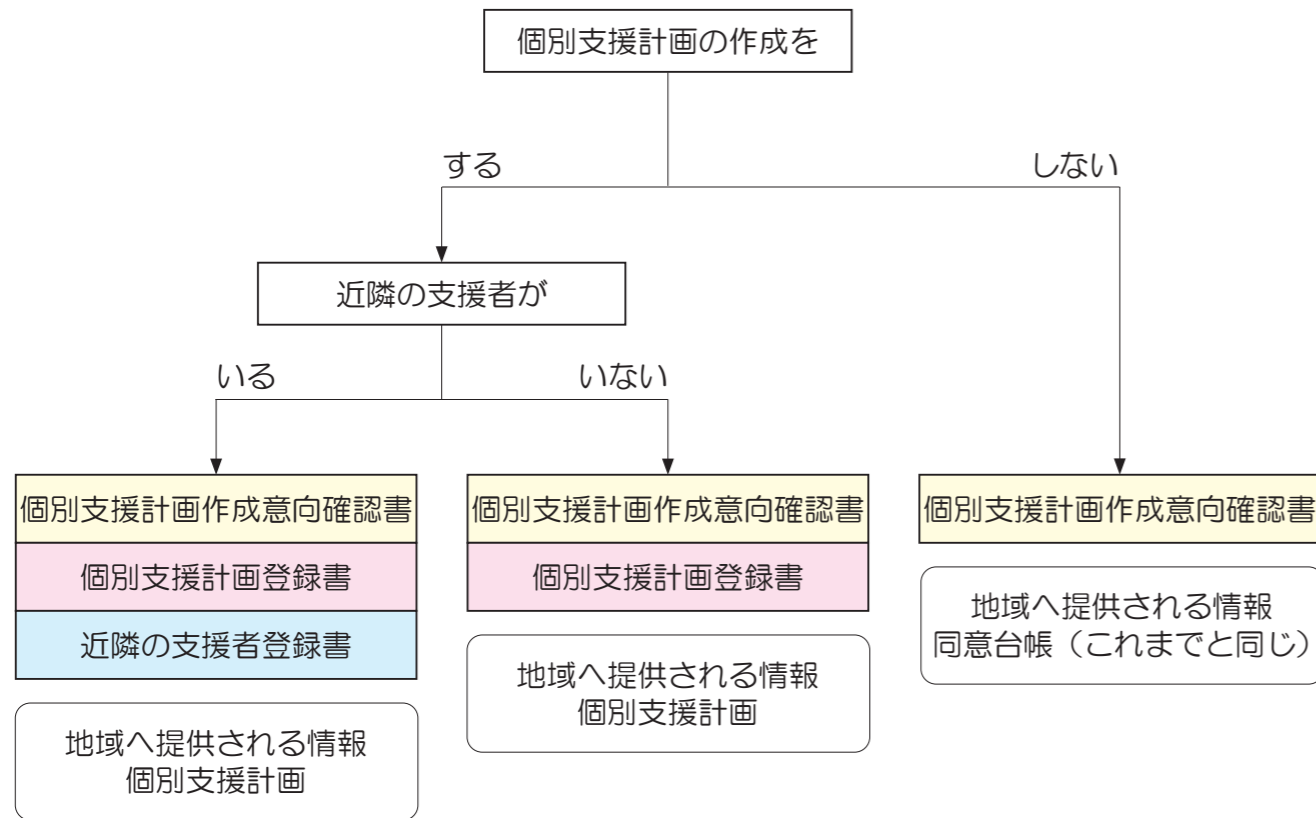 個別支援計画の作成を
する
しない
近隣の支援者が
いる
いない
個別支援計画作成意向確認書
個別支援計画登録書
近隣の支援者登録書
地域へ提供される情報
個別支援計画
個別支援計画作成意向確認書
個別支援計画登録書
地域へ提供される情報
個別支援計画
個別支援計画作成意向確認書
地域へ提供される情報
同意台帳（これまでと同じ）